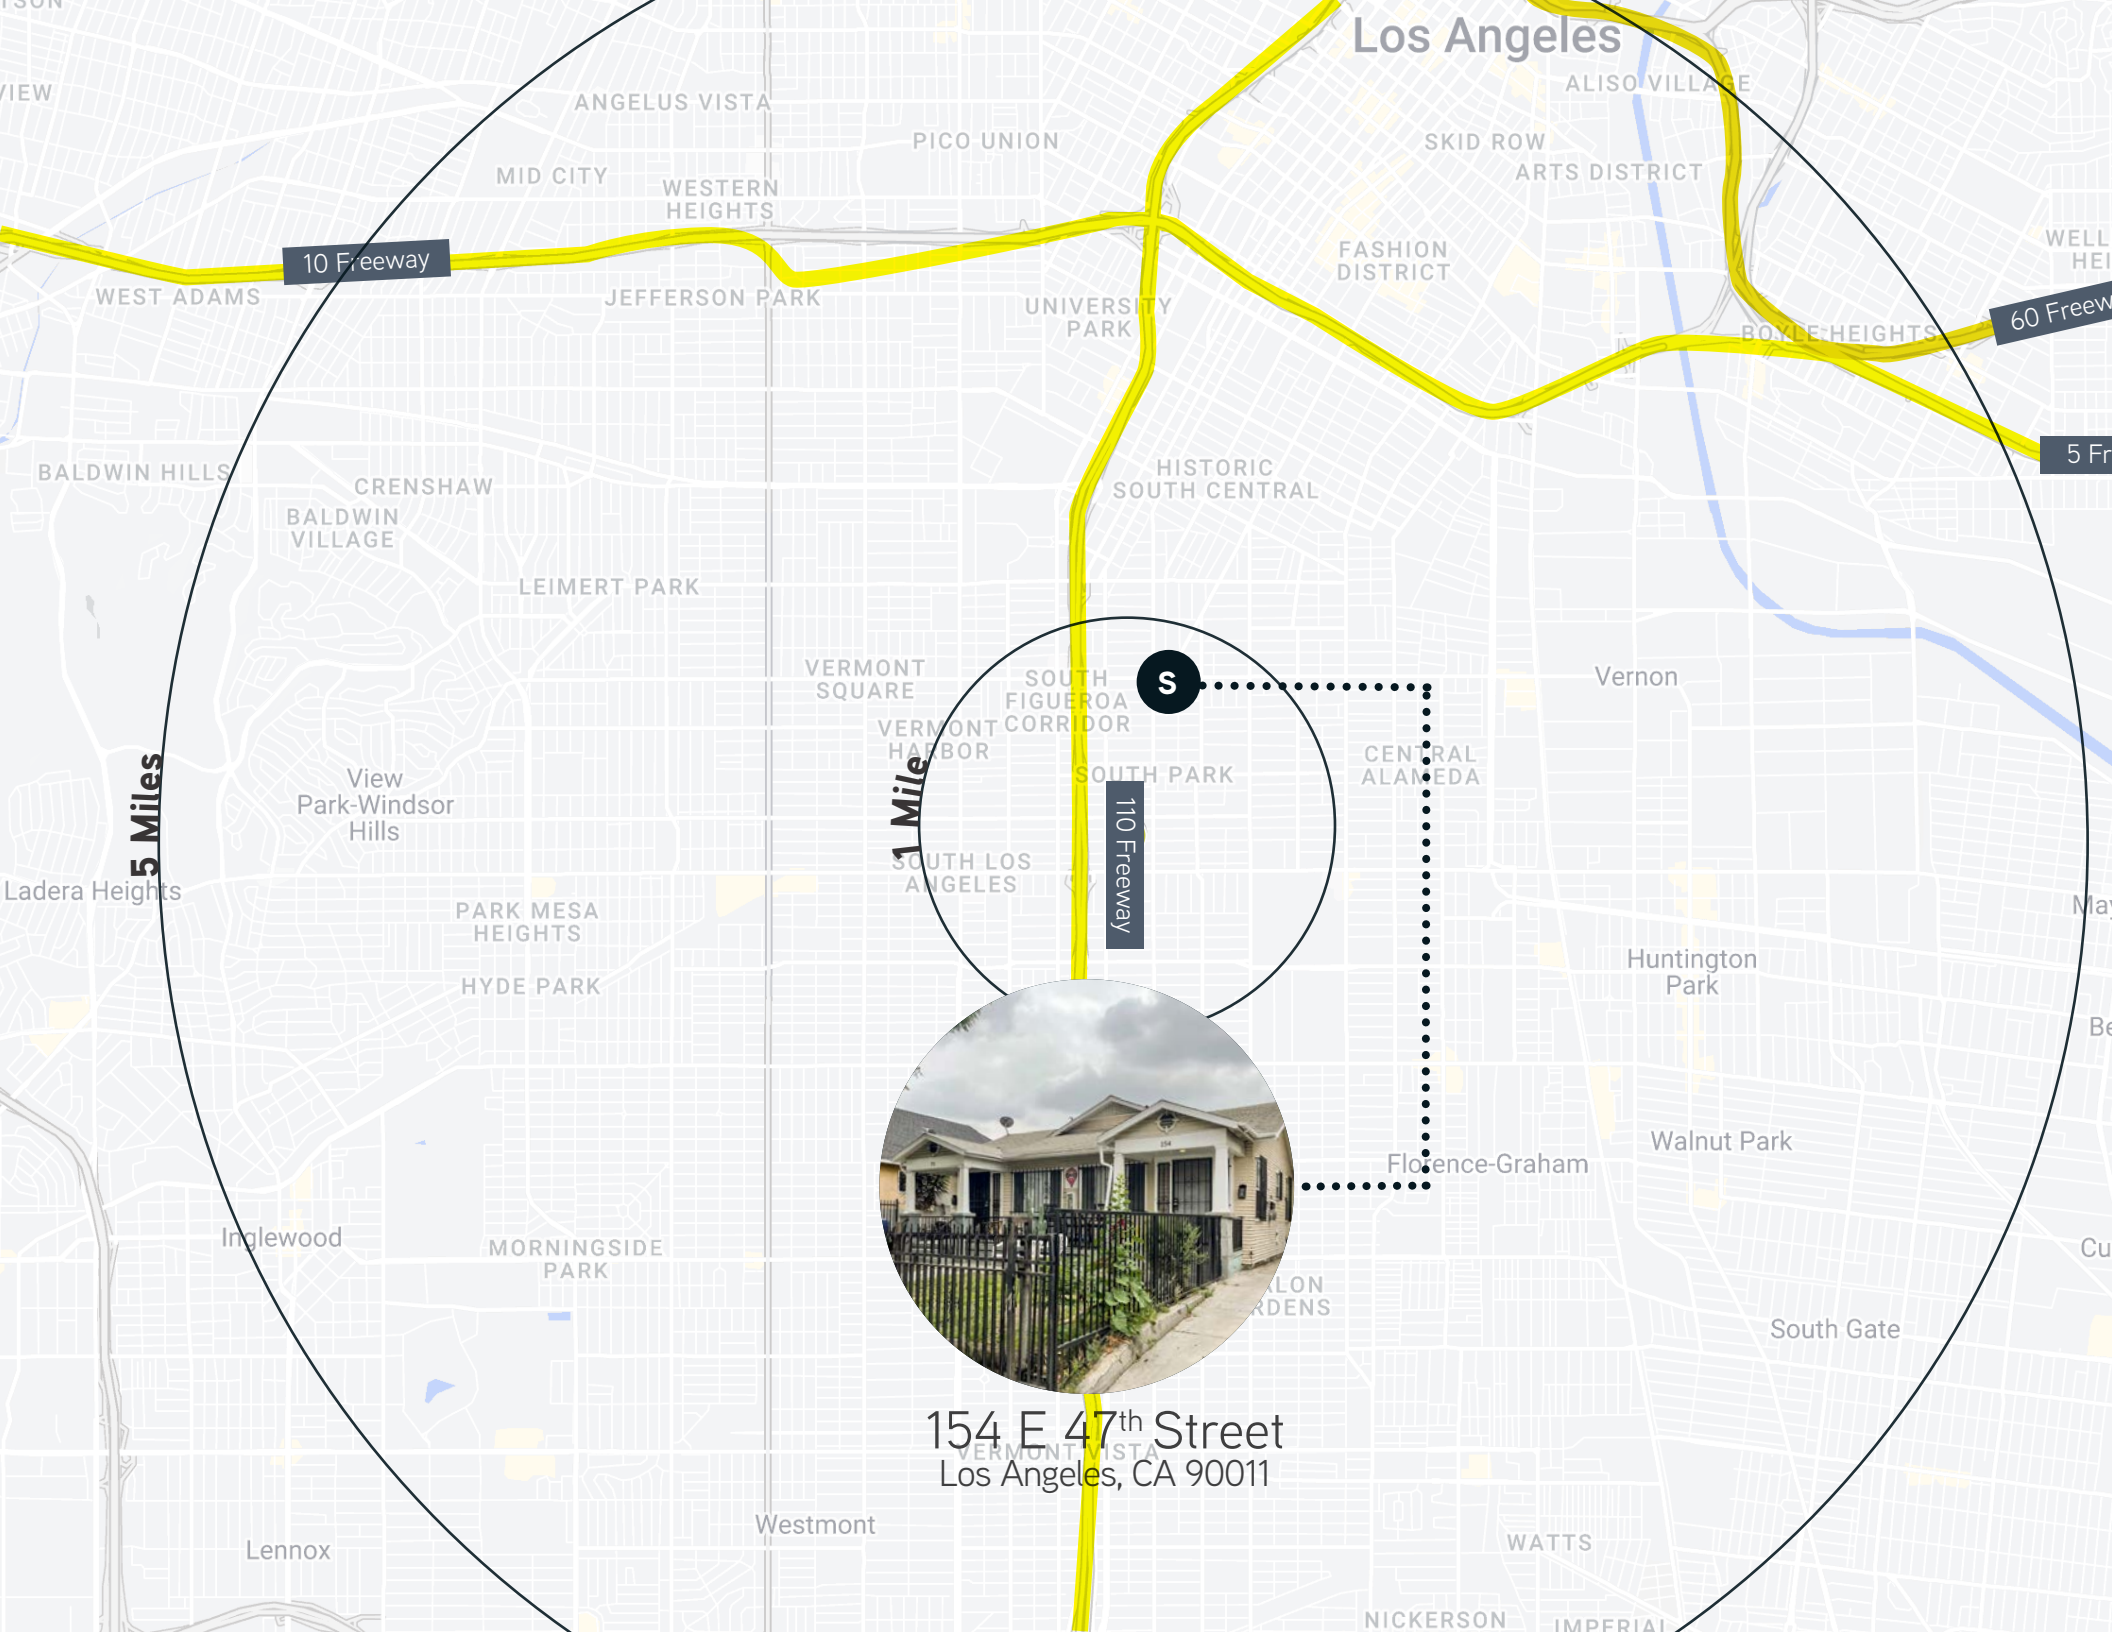 Los Angeles
ALISO VILLAGE
ANGELUS VISTA
PICO UNION
SKID ROW
ARTS DISTRICT
MID CITY
WESTERN
HEIGHTS
FASHION
DISTRICT
10 Freeway
WEST ADAMS
JEFFERSON PARK
UNIVERSITY
PARK
60 Freew
BOYLE HEIGHTS
5 Fr
BALDWIN HILLS
CRENSHAW
HISTORIC
SOUTH CENTRAL
BALDWIN
VILLAGE
LEIMERT PARK
VERMONT
SQUARE
SOUTH
FIGUEROA
CORRIDOR
S
Vernon
VERMONT
HARBOR
CENTRAL
ALAMEDA
SOUTH PARK
View
Park-Windsor
Hills
5 Miles
1 Mile
110 Freeway
SOUTH LOS
ANGELES
Ladera Heights
PARK MESA
HEIGHTS
HYDE PARK
Huntington
Park
154
Walnut Park
Florence-Graham
Inglewood
MORNINGSIDE
PARK
ALON
RDENS
South Gate
154 E 47th Street
VERMONT VISTA
Los Angeles, CA 90011
Westmont
Lennox
WATTS
NICKERSON
IMPERIAL